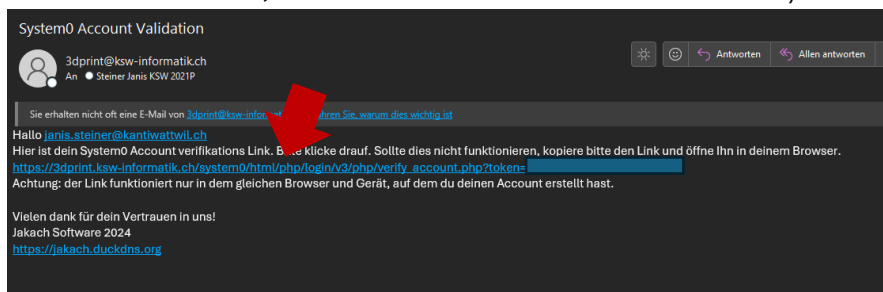 System0 Account Validation
3dprint@ksw-informatik.ch
An Steiner Janis KSW 2021P
Antworten
Allen antworten
Sie erhalten nicht oft eine E-Mail von 3dprint@ksw-infor Sie, warum dies wichtig ist
Hallo janis.steiner@kantiwattwil.ch
Hier ist dein System0 Account verifikations Link. klicke drauf. Sollte dies nicht funktionieren, kopiere bitte den Link und öffne Ihn in deinem Browser.
https://3dprint.ksw-informatik.ch/system0/html/php/login/v3/php/verify_account.php?token=
Achtung: der Link funktioniert nur in dem gleichen Browser und Gerät, auf dem du deinen Account erstellt hast.
Vielen dank für dein Vertrauen in uns!
Jakach Software 2024
https://jakach.duckdns.org